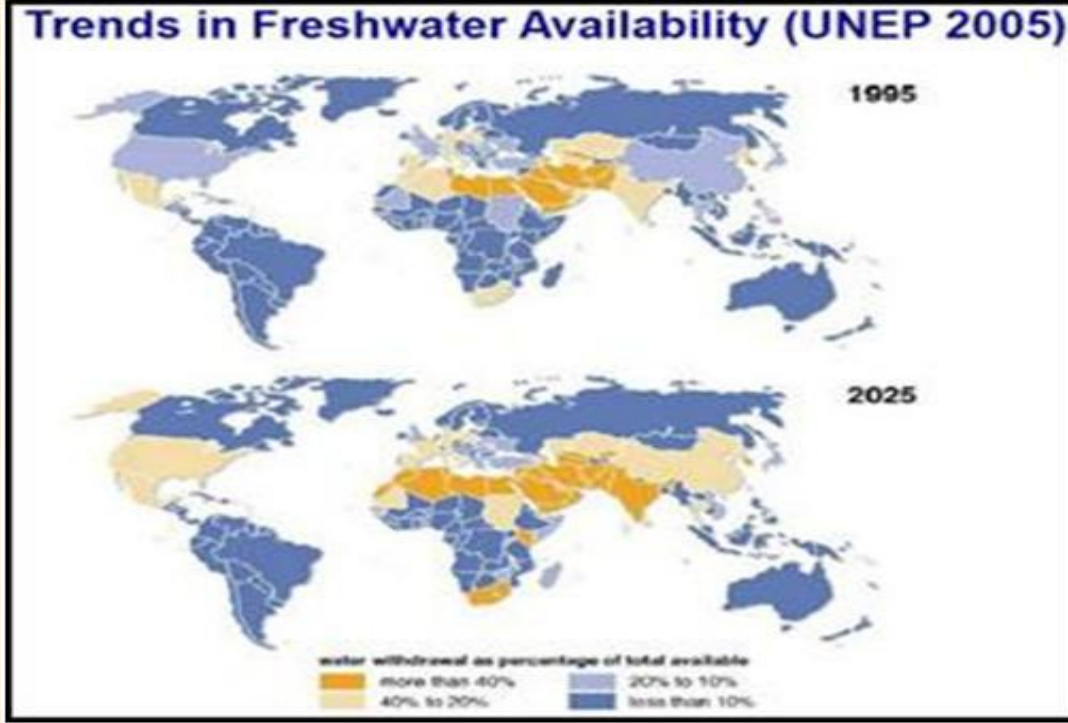 Trends in Freshwater Availability (UNEP 2005)
1995
2025
water withdrawal as percentage of total available
more than 40%
20% to 10%
40% to 20%
less than 10%